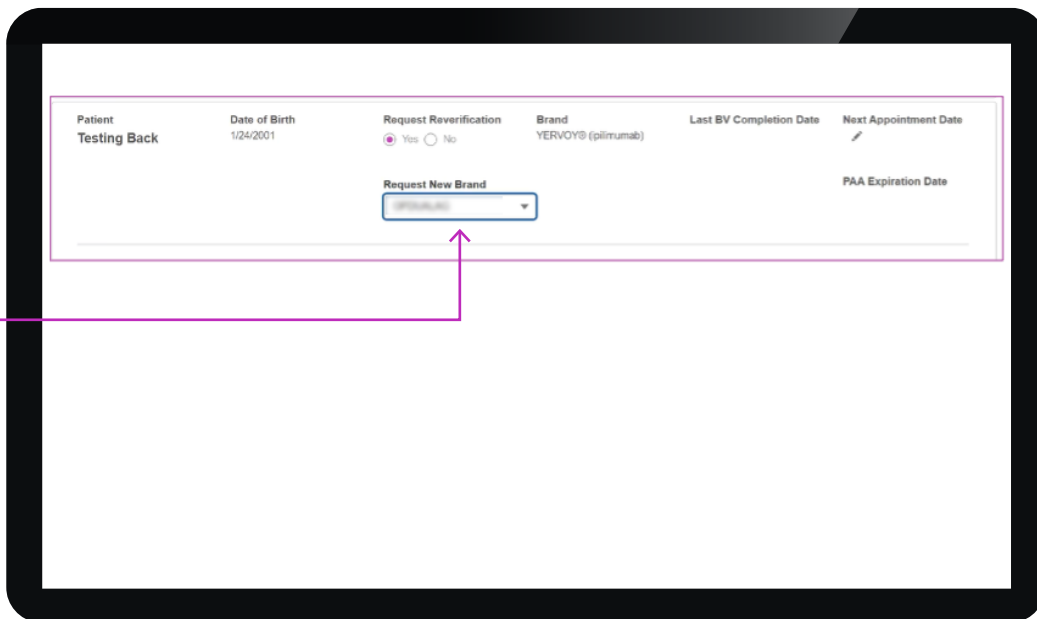 Patient
Testing Back
Date of Birth
1/24/2001
Request Reverification
Yes No
Brand
YERVOY® (ipilimumab)
Last BV Completion Date
Next Appointment Date
Request New Brand
PAA Expiration Date